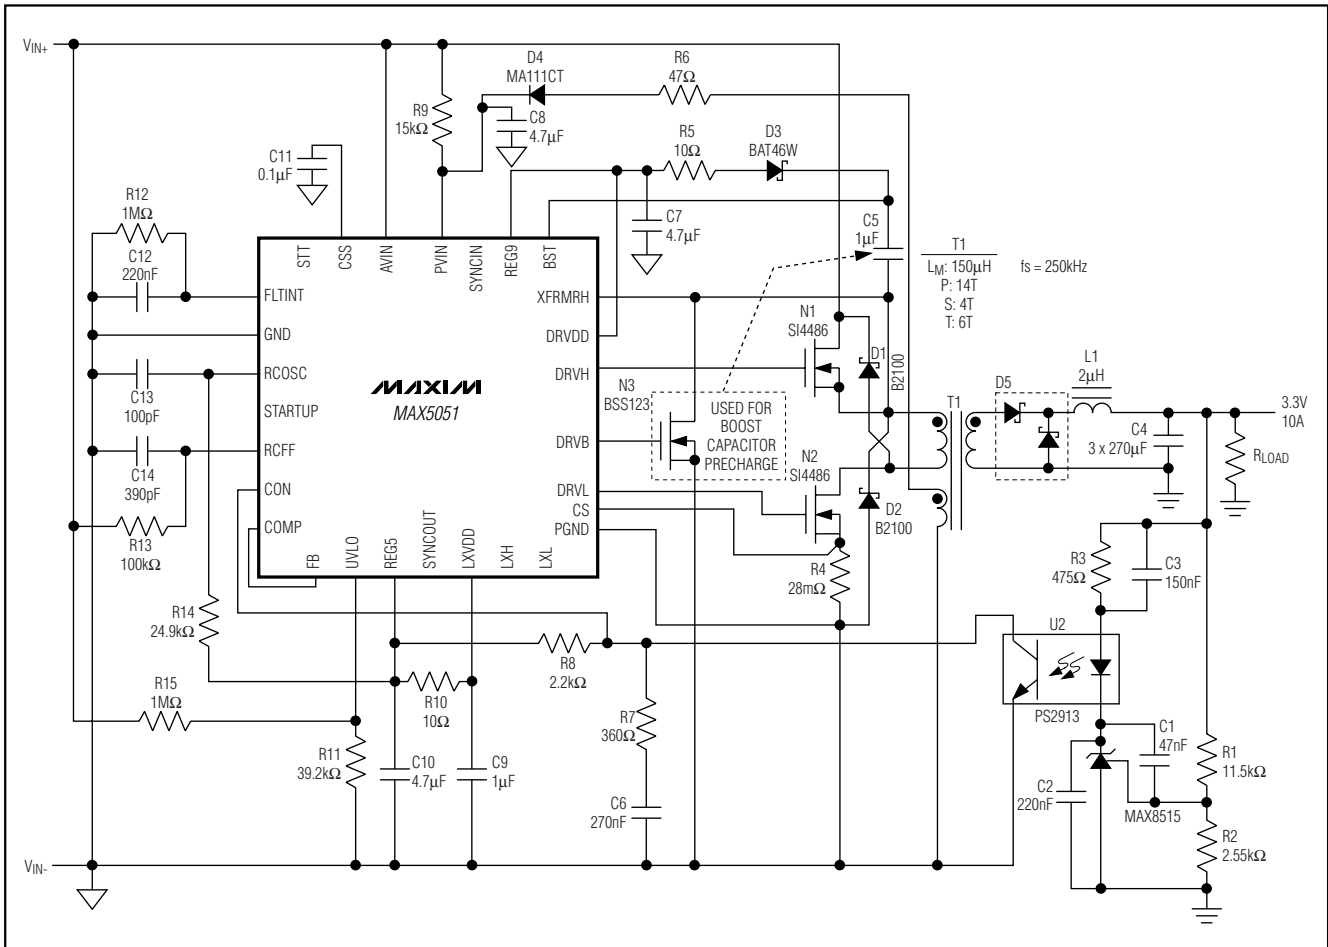 VIN+
D4
MA111CT
R6
47Ω
R9
15kΩ
C8
4.7µF
R5
10Ω
D3
BAT46W
C11
0.1µF
R12
1MΩ
C12
220nF
C7
4.7µF
C5
1µF
T1
LM: 150µH
P: 14T
S: 4T
T: 6T
fs = 250kHz
STT
CSS
AVIN
PVIN
SYNCIN
REG9
BST
FLTINT
GND
RCOSC
STARTUP
RCFF
CON
COMP
XFRMRH
DRVDD
DRVH
DRVB
DRVL
CS
PGND
MAXIM
MAX5051
FB
UVLO
REG5
SYNCOUT
LXVDD
LXH
LXL
C13
100pF
C14
390pF
R13
100kΩ
N1
SI4486
D1
B2100
N3
BSS123
USED FOR
BOOST
CAPACITOR
PRECHARGE
N2
SI4486
D2
B2100
T1
D5
L1
2µH
3.3V
10A
C4
3 x 270µF
RLOAD
R4
28mΩ
R3
475Ω
C3
150nF
R14
24.9kΩ
R8
2.2kΩ
U2
PS2913
R15
1MΩ
R10
10Ω
R7
360Ω
R11
39.2kΩ
C10
4.7µF
C9
1µF
C6
270nF
C1
47nF
R1
11.5kΩ
C2
220nF
MAX8515
R2
2.55kΩ
VIN-